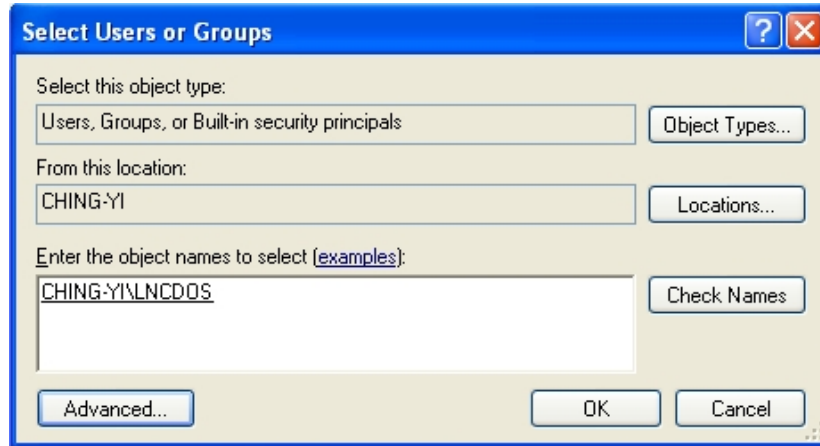 Select Users or Groups
Select this object type:
Users, Groups, or Built-in security principals
Object Types...
From this location:
CHING-YI
Locations...
Enter the object names to select (examples):
CHING-YI\LNCDOS
Check Names
Advanced...
OK
Cancel